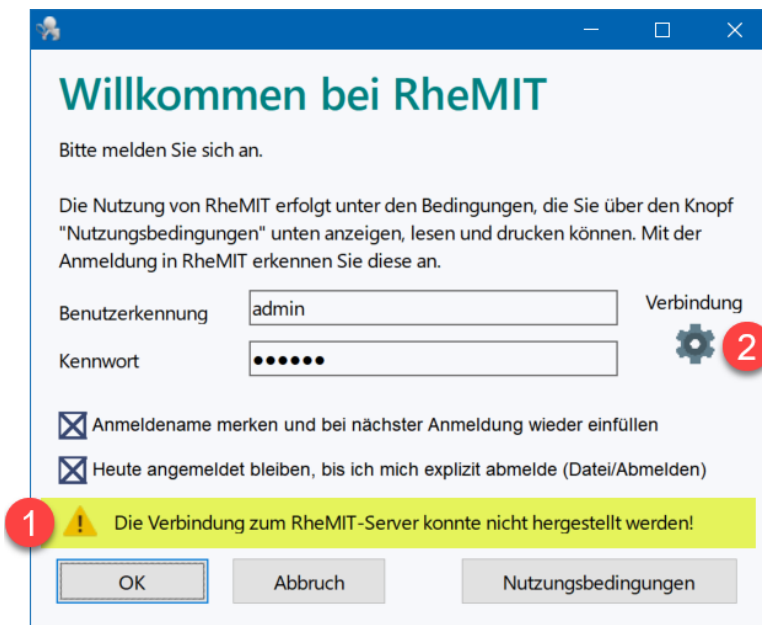 Willkommen bei RheMIT
Bitte melden Sie sich an.
Die Nutzung von RheMIT erfolgt unter den Bedingungen, die Sie über den Knopf
"Nutzungsbedingungen" unten anzeigen, lesen und drucken können. Mit der
Anmeldung in RheMIT erkennen Sie diese an.
Benutzerkennung admin Verbindung
Kennwort ●●●●●● 2
Anmeldename merken und bei nächster Anmeldung wieder einfüllen
Heute angemeldet bleiben, bis ich mich explizit abmelde (Datei/Abmelden)
1 Die Verbindung zum RheMIT-Server konnte nicht hergestellt werden!
OK Abbruch Nutzungsbedingungen